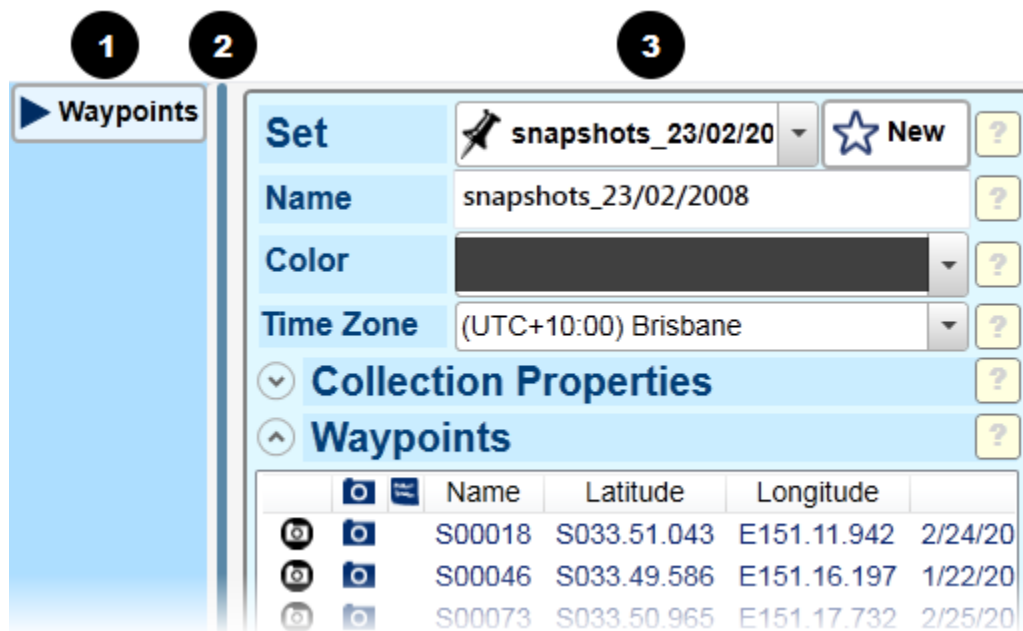 1 2 3
Waypoints
Set snapshots_23/02/20 New ?
Name snapshots_23/02/2008 ?
Color ?
Time Zone (UTC+10:00) Brisbane ?
Collection Properties ?
Waypoints ?
Name Latitude Longitude
S00018 S033.51.043 E151.11.942 2/24/20
S00046 S033.49.586 E151.16.197 1/22/20
S00073 S033.50.965 E151.17.732 2/25/20